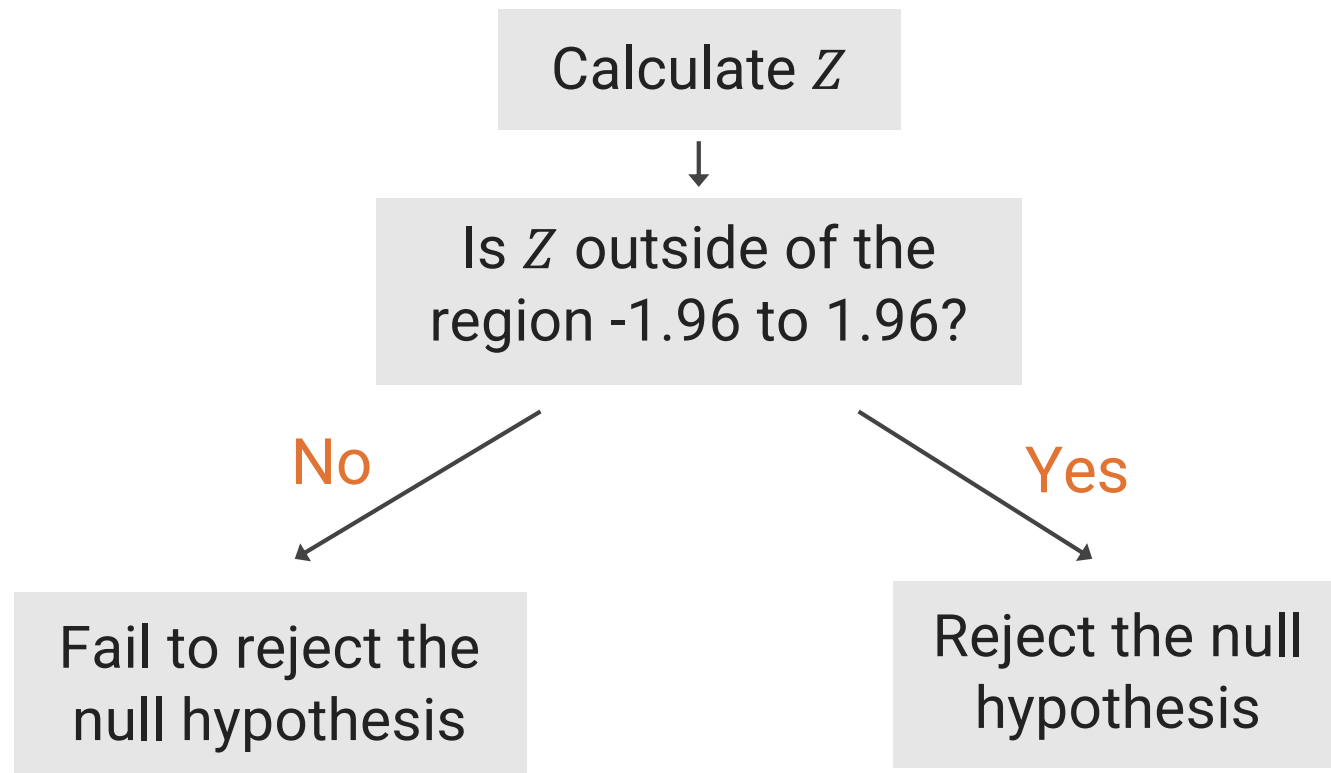 Calculate Z
Is Z outside of the
region -1.96 to 1.96?
No
Yes
Fail to reject the
null hypothesis
Reject the null
hypothesis